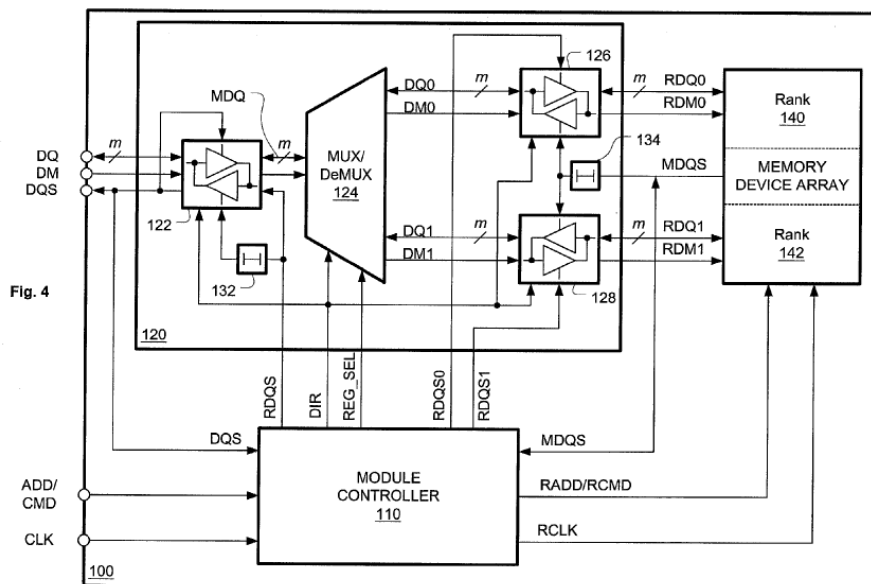 126
DQ0
m
m
RDQ0
MDQ
DM0
RDM0
Rank
140
134
m
m
MUX/
DeMUX
124
MDQS
DQ
DM
DQS
MEMORY
DEVICE ARRAY
122
DQ1
m
m
RDQ1
DM1
RDM1
Rank
142
132
128
Fig. 4
120
RDQS
DIR
REG_SEL
RDQS0
RDQS1
DQS
MDQS
ADD/
CMD
MODULE
CONTROLLER
110
RADD/RCMD
CLK
RCLK
100